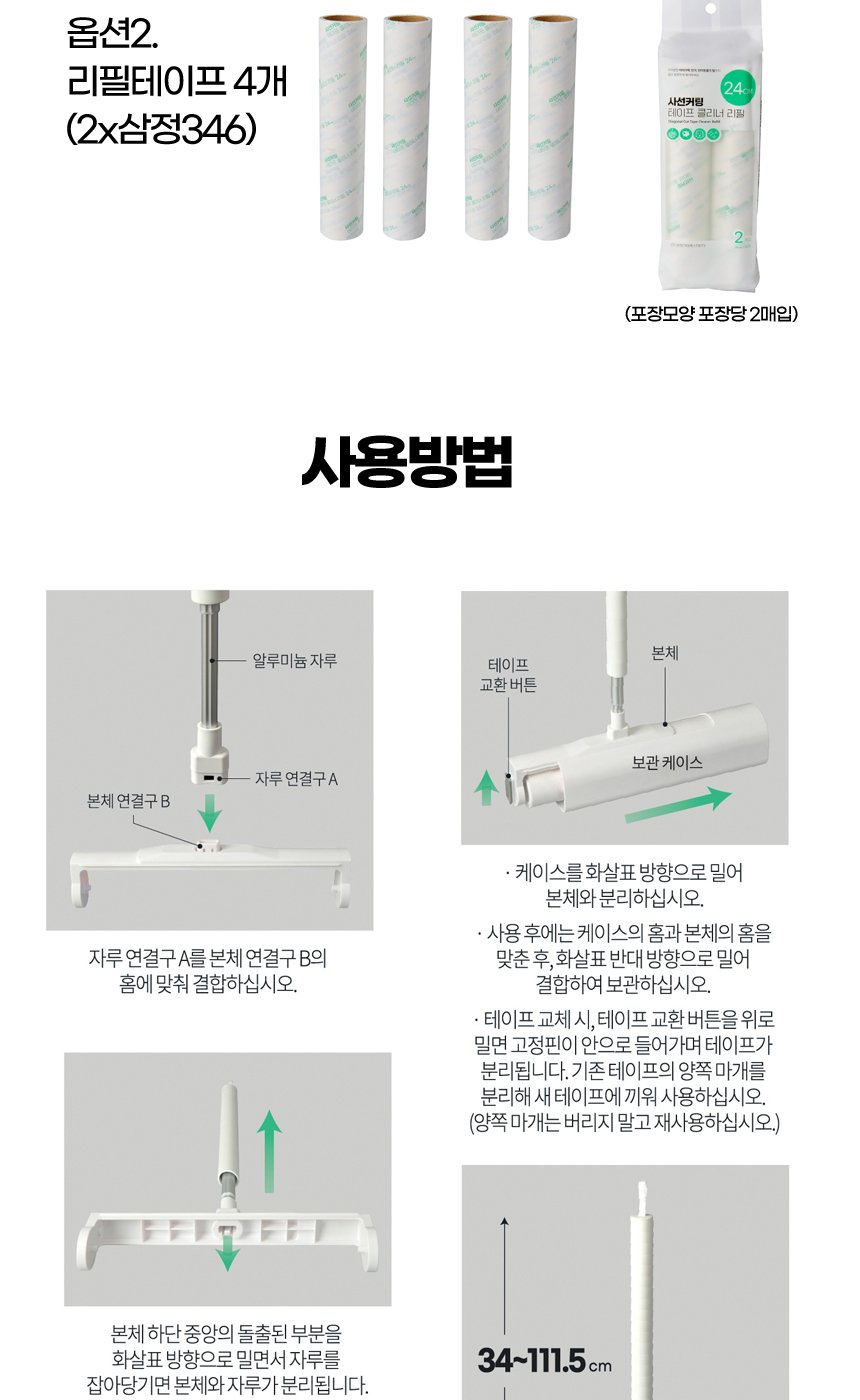 옵션2.
리필테이프 4개
(2x삼정346)
24CM
사선커팅
테이프 클리너 리필
Diagonal Cut Tape Cleaner Refill
2
(포장모양 포장당 2매입)
사용방법
알루미늄 자루
자루 연결구 A
본체 연결구 B
자루 연결구 A를 본체 연결구 B의
홈에 맞춰 결합하십시오.
본체 하단 중앙의 돌출된 부분을
화살표 방향으로 밀면서 자루를
잡아당기면 본체와 자루가 분리됩니다.
테이프
교환 버튼
본체
보관 케이스
· 케이스를 화살표 방향으로 밀어
본체와 분리하십시오.
· 사용 후에는 케이스의 홈과 본체의 홈을
맞춘 후, 화살표 반대 방향으로 밀어
결합하여 보관하십시오.
· 테이프 교체 시, 테이프 교환 버튼을 위로
밀면 고정핀이 안으로 들어가며 테이프가
분리됩니다. 기존 테이프의 양쪽 마개를
분리해 새 테이프에 끼워 사용하십시오.
(양쪽 마개는 버리지 말고 재사용하십시오.)
34~111.5 cm